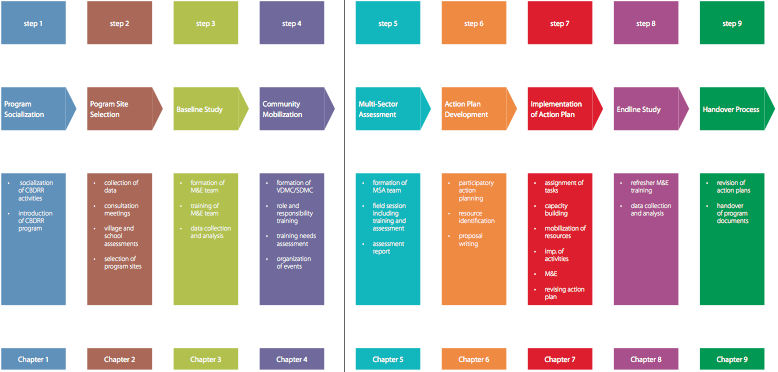 step 1
step 2
step 3
step 4
step 5
step 6
step 7
step 8
step 9
Program
Socialization
Pogram Site
Selection
Baseline Study
Community
Mobilization
Multi-Sector
Assessment
Action Plan
Development
Implementation
of Action Plan
Endline Study
Handover Process
• socialization
of CBDRR
activities
• introduction
of CBDRR
program
• collection of
data
• consultation
meetings
• village and
school
assessments
• selection of
program sites
• formation of
M&E team
• training of
M&E team
• data collection
and analysis
• formation of
VDMC/SDMC
• role and
responsibility
training
• training needs
assessment
• organization
of events
• formation of
MSA team
• field session
including
training and
assessment
• assessment
report
• participatory
action
planning
• resource
identification
• proposal
writing
• assignment of
tasks
• capacity
building
• mobilization of
resources
• imp. of
activities
• M&E
• revising action
plan
• refresher M&E
training
• data collection
and analysis
• revision of
action plans
• handover
of program
documents
Chapter 1
Chapter 2
Chapter 3
Chapter 4
Chapter 5
Chapter 6
Chapter 7
Chapter 8
Chapter 9